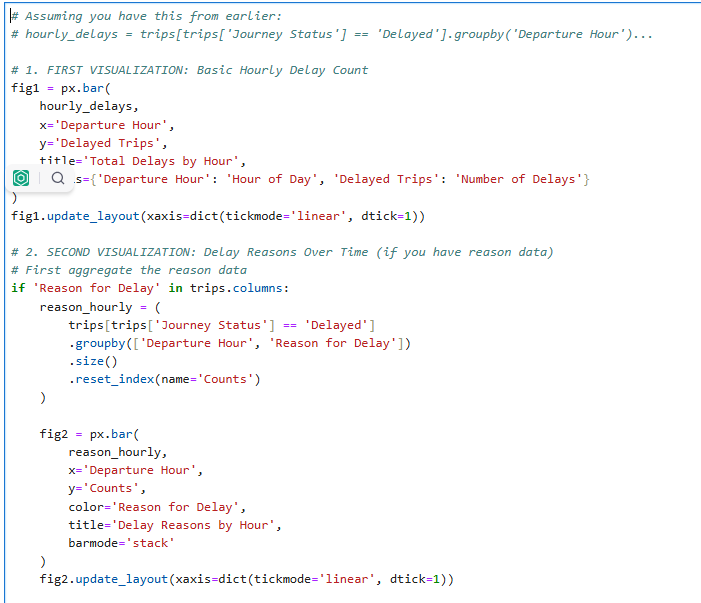 # Assuming you have this from earlier:
# hourly_delays = trips[trips['Journey Status'] == 'Delayed'].groupby('Departure Hour')...

# 1. FIRST VISUALIZATION: Basic Hourly Delay Count
fig1 = px.bar(
    hourly_delays,
    x='Departure Hour',
    y='Delayed Trips',
    title='Total Delays by Hour',
    s={'Departure Hour': 'Hour of Day', 'Delayed Trips': 'Number of Delays'}
)
fig1.update_layout(xaxis=dict(tickmode='linear', dtick=1))

# 2. SECOND VISUALIZATION: Delay Reasons Over Time (if you have reason data)
# First aggregate the reason data
if 'Reason for Delay' in trips.columns:
    reason_hourly = (
        trips[trips['Journey Status'] == 'Delayed']
        .groupby(['Departure Hour', 'Reason for Delay'])
        .size()
        .reset_index(name='Counts')
    )

    fig2 = px.bar(
        reason_hourly,
        x='Departure Hour',
        y='Counts',
        color='Reason for Delay',
        title='Delay Reasons by Hour',
        barmode='stack'
    )
    fig2.update_layout(xaxis=dict(tickmode='linear', dtick=1))